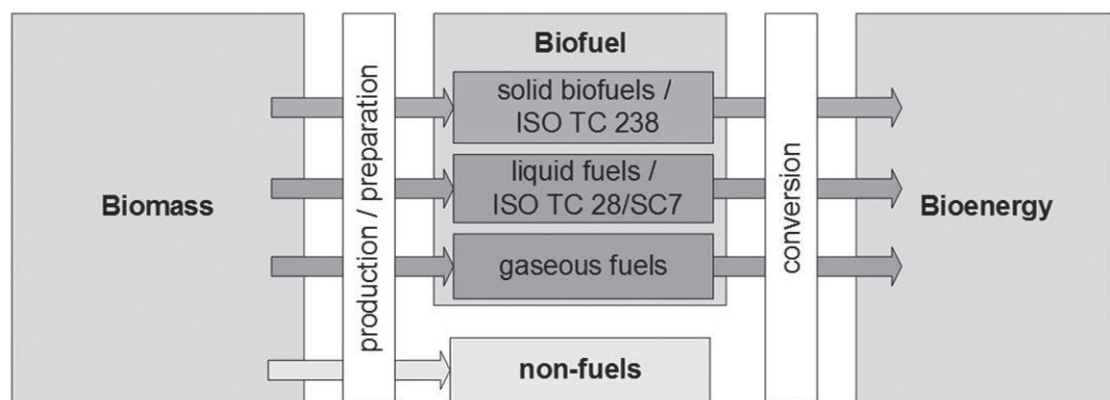 Biomass
production / preparation
Biofuel
solid biofuels /
ISO TC 238
liquid fuels /
ISO TC 28/SC7
gaseous fuels
non-fuels
conversion
Bioenergy